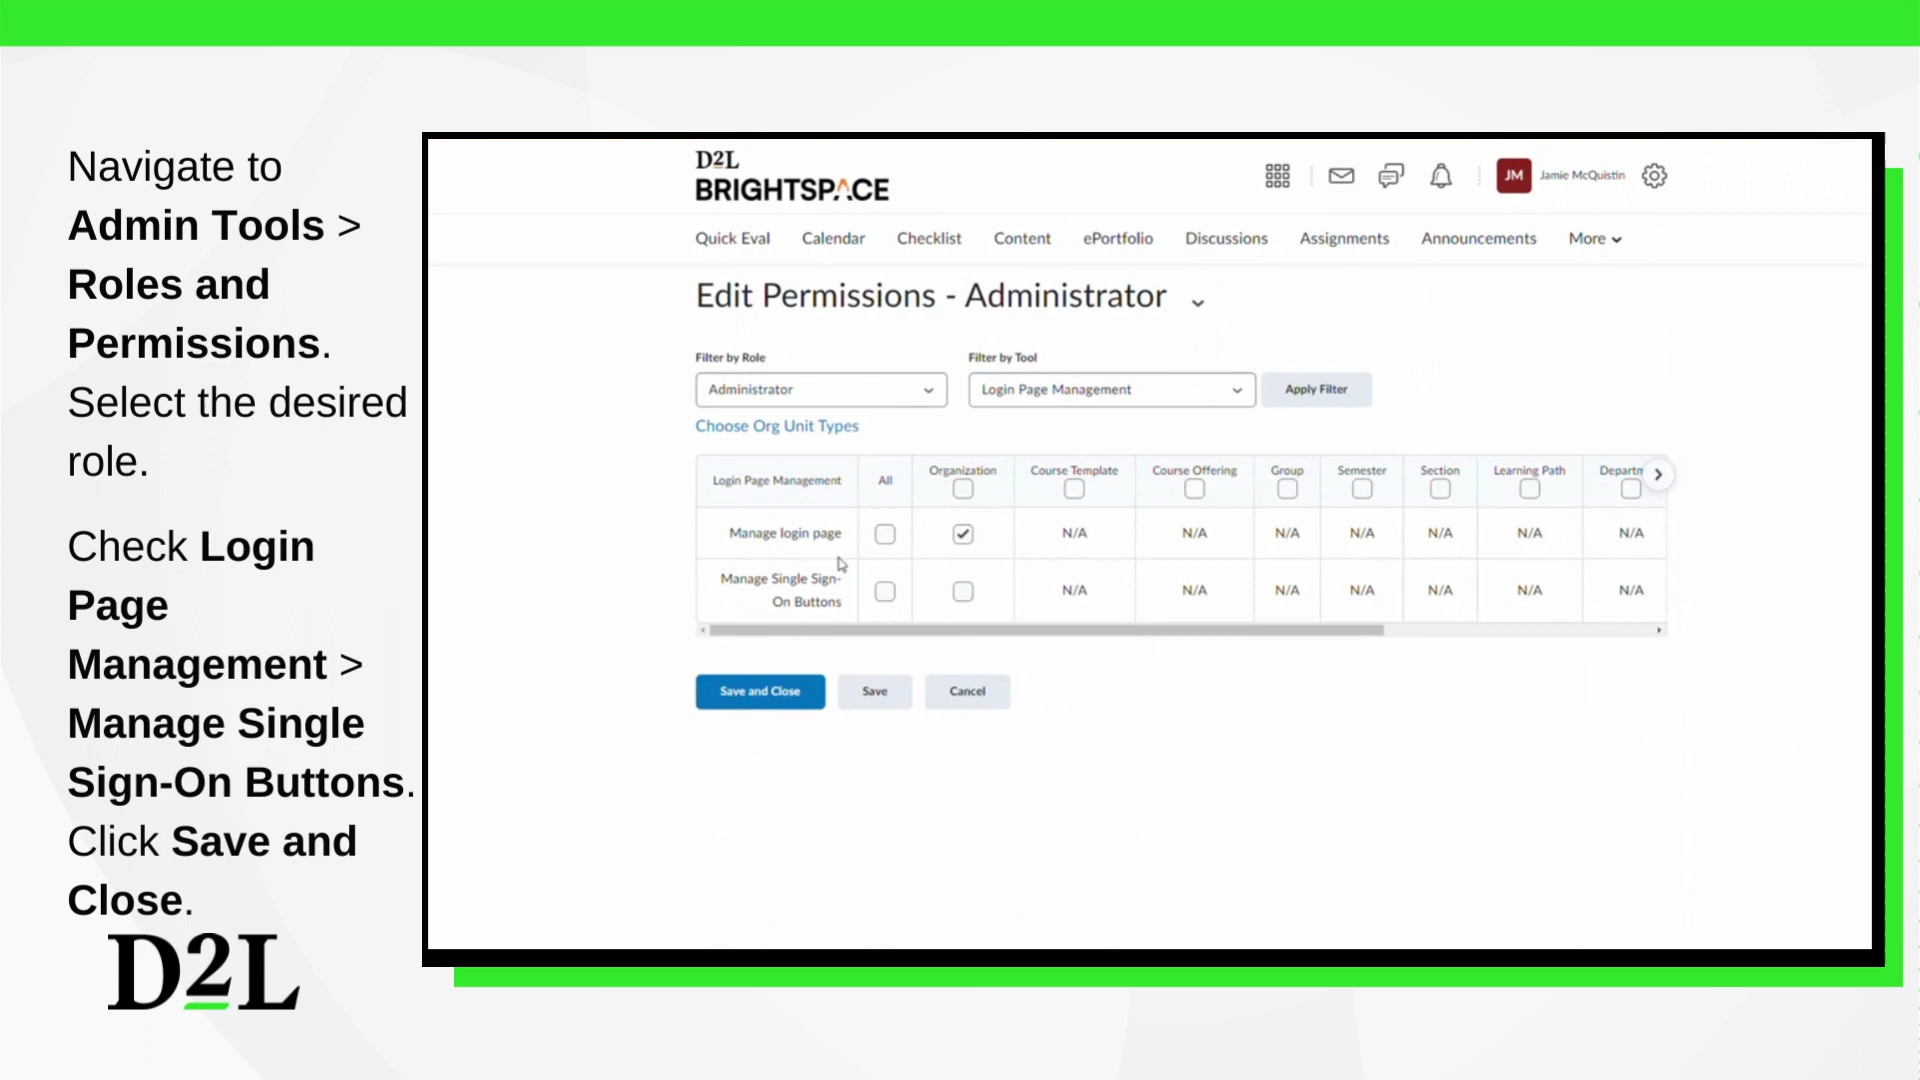 Navigate to
Admin Tools >
Roles and
Permissions.
Select the desired
role.
Check Login
Page
Management >
Manage Single
Sign-On Buttons.
Click Save and
Close.
D2L
D2L
BRIGHTSPACE
JM Jamie McQuistin
Quick Eval Calendar Checklist Content ePortfolio Discussions Assignments Announcements More
Edit Permissions - Administrator
Filter by Role Filter by Tool
Administrator Login Page Management Apply Filter
Choose Org Unit Types
Login Page Management All Organization Course Template Course Offering Group Semester Section Learning Path Departm
Manage login page N/A N/A N/A N/A N/A N/A N/A
Manage Single Sign-
On Buttons N/A N/A N/A N/A N/A N/A N/A
Save and Close Save Cancel